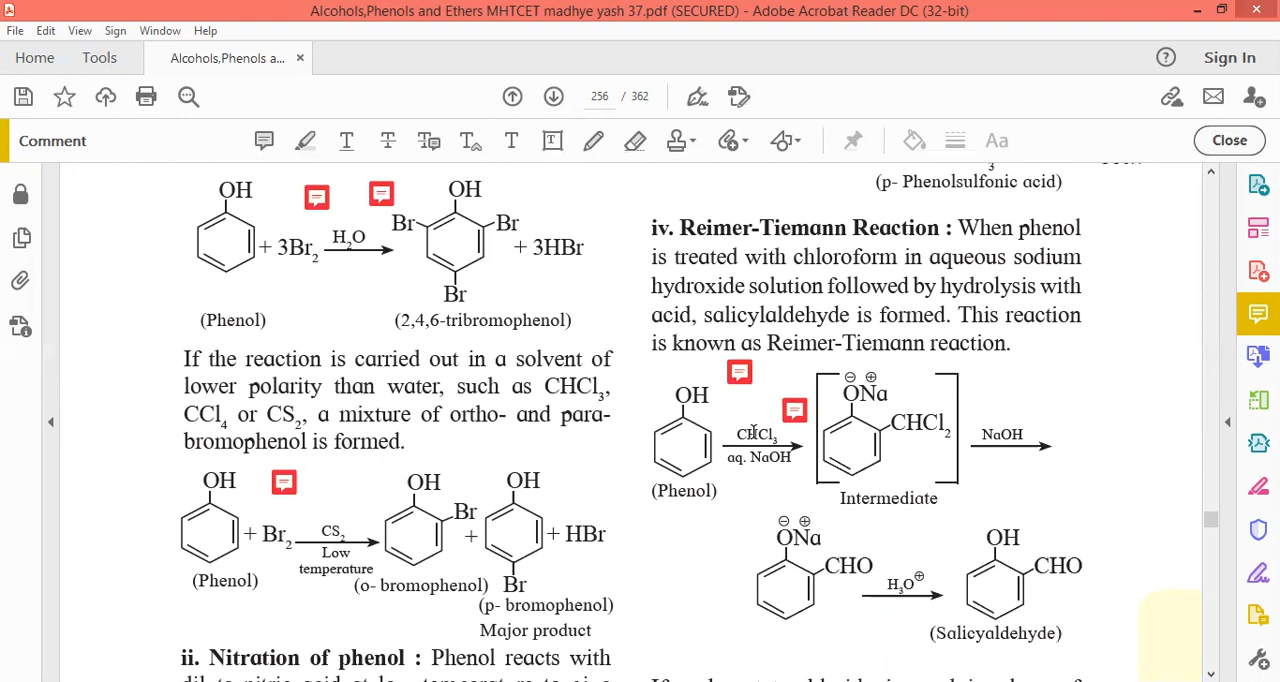 Alcohols,Phenols and Ethers MHTCET madhye yash 37.pdf (SECURED) - Adobe Acrobat Reader DC (32-bit)
File Edit View Sign Window Help
Home Tools Alcohols,Phenols a... × Sign In
256 / 362
Comment Close
OH
+ 3Br2 H2O
OH
Br Br
Br
+ 3HBr
(Phenol) (2,4,6-tribromophenol)
If the reaction is carried out in a solvent of
lower polarity than water, such as CHCl3,
CCl4 or CS2, a mixture of ortho- and para-
bromophenol is formed.
OH
+ Br2 CS2
Low
temperature
OH
Br
+
OH
Br
+ HBr
(Phenol) (o- bromophenol)
(p- bromophenol)
Major product
ii. Nitration of phenol : Phenol reacts with
3
(p- Phenolsulfonic acid)
iv. Reimer-Tiemann Reaction : When phenol
is treated with chloroform in aqueous sodium
hydroxide solution followed by hydrolysis with
acid, salicylaldehyde is formed. This reaction
is known as Reimer-Tiemann reaction.
OH
CHCl3
aq. NaOH
⊖ ⊕
ONa
CHCl2
NaOH
(Phenol) Intermediate
⊖ ⊕
ONa
CHO
H3O⊕
OH
CHO
(Salicyaldehyde)